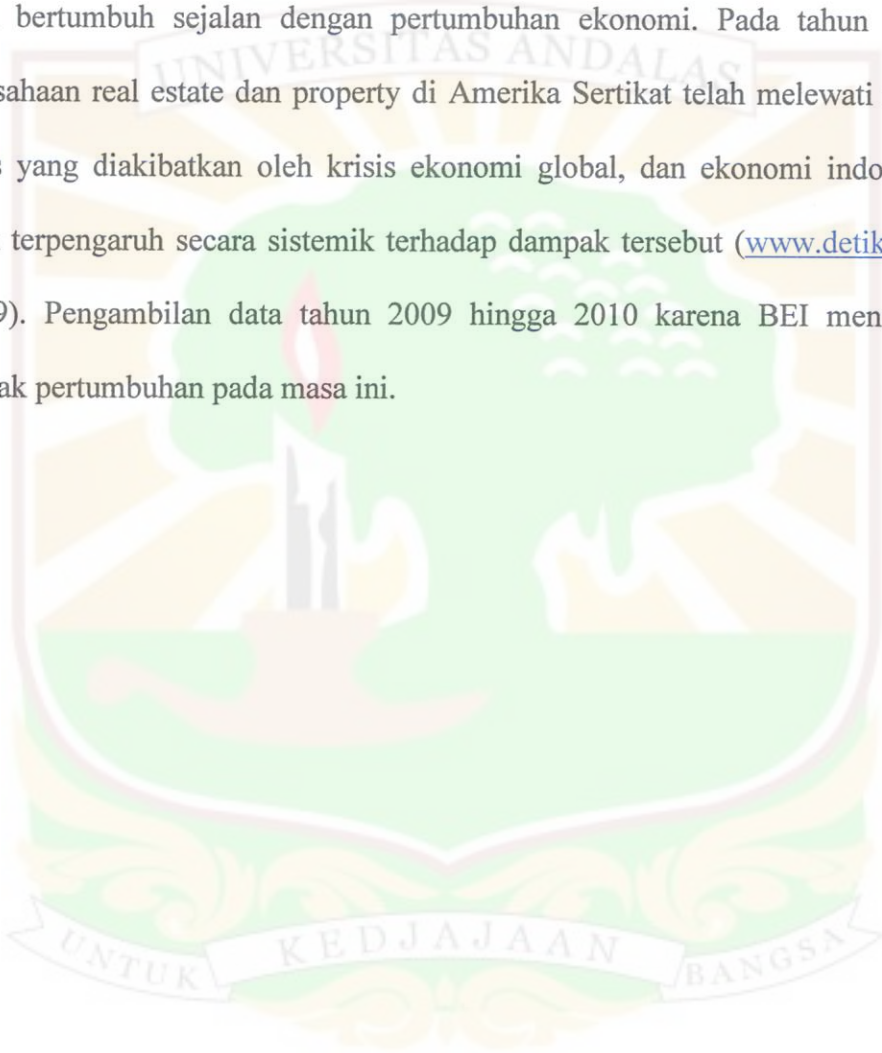 bertumbuh sejalan dengan pertumbuhan ekonomi. Pada tahun
sahaan real estate dan property di Amerika Sertikat telah melewati
yang diakibatkan oleh krisis ekonomi global, dan ekonomi indo
terpengaruh secara sistemik terhadap dampak tersebut (www.detik
9). Pengambilan data tahun 2009 hingga 2010 karena BEI men
ak pertumbuhan pada masa ini.
UNIVERSITAS ANDALAS
UNTUK KEDJAJAAN BANGSA